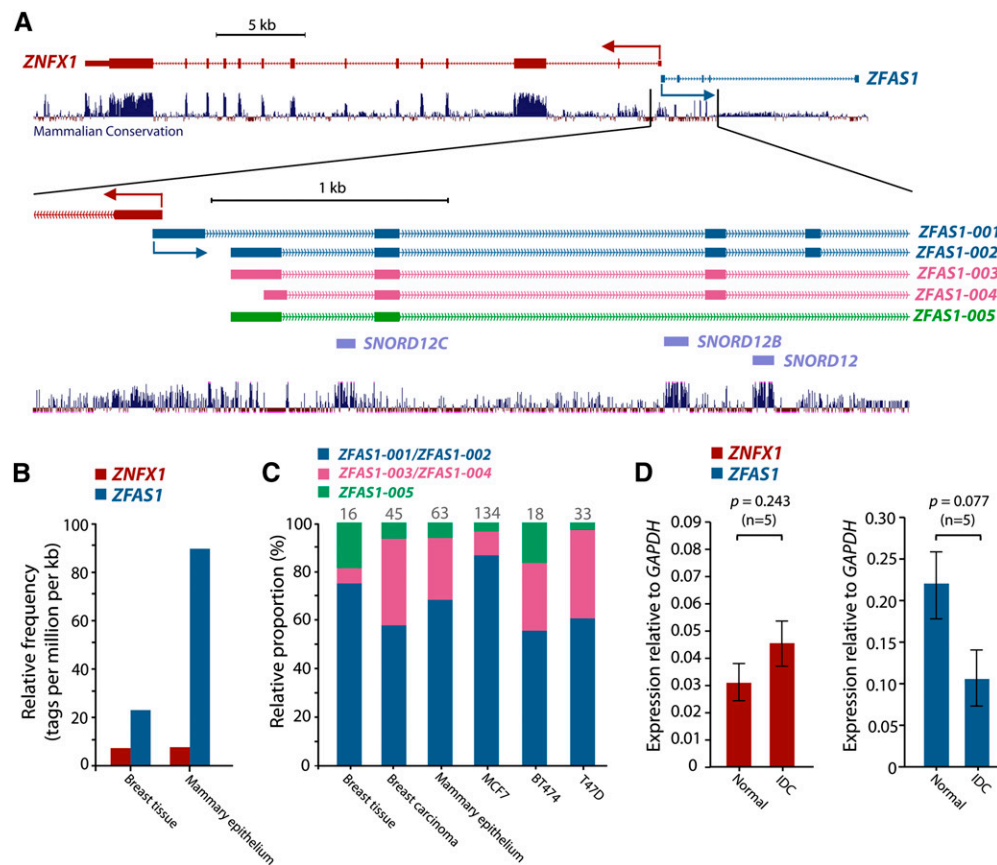 A
5 kb
ZNFX1
ZFAS1
Mammalian Conservation
1 kb
ZFAS1-001
ZFAS1-002
ZFAS1-003
ZFAS1-004
ZFAS1-005
SNORD12C
SNORD12B
SNORD12
B
ZNFX1
ZFAS1
Relative frequency
(tags per million per kb)
100
80
60
40
20
0
Breast tissue
Mammary epithelium
C
ZFAS1-001/ZFAS1-002
ZFAS1-003/ZFAS1-004
ZFAS1-005
16 45 63 134 18 33
Relative proportion (%)
100
80
60
40
20
0
Breast tissue
Breast carcinoma
Mammary epithelium
MCF7
BT474
T47D
D
ZNFX1
ZFAS1
p = 0.243
(n=5)
Expression relative to GAPDH
0.09
0.08
0.07
0.06
0.05
0.04
0.03
0.02
0.01
0
Normal
IDC
p = 0.077
(n=5)
Expression relative to GAPDH
0.30
0.25
0.20
0.15
0.10
0.05
0.00
Normal
IDC